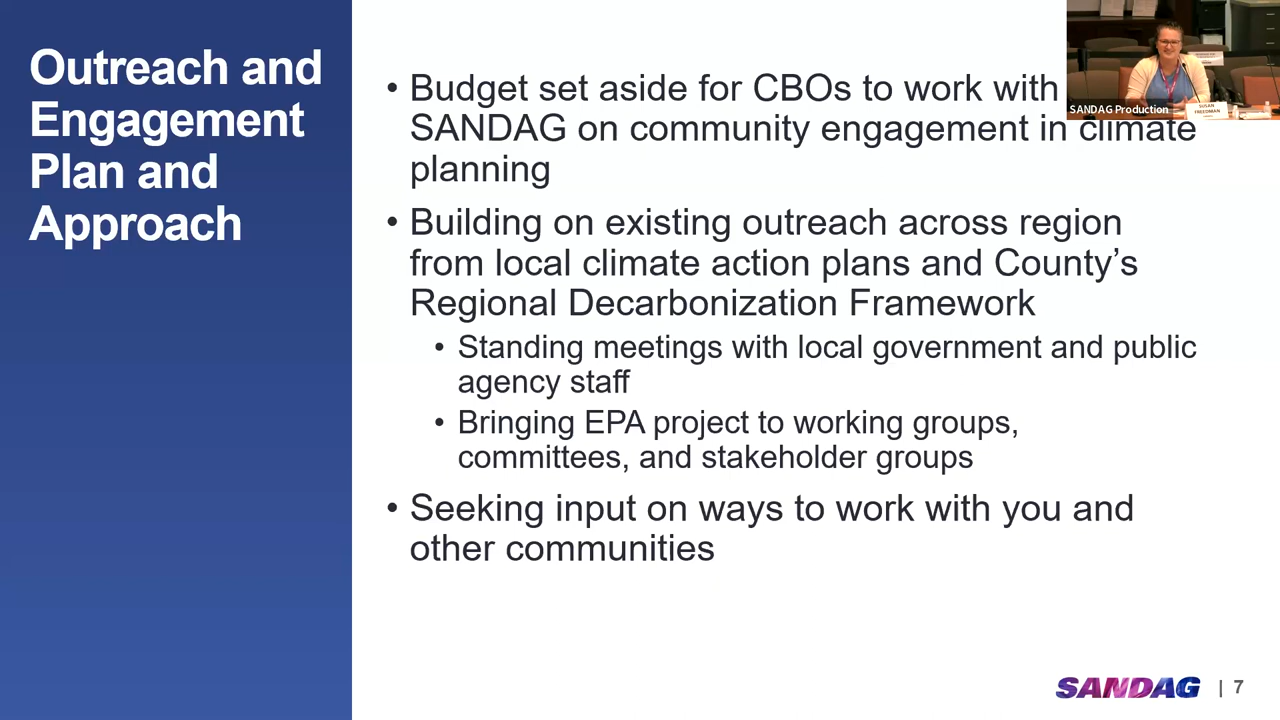 Outreach and
Engagement
Plan and
Approach
• Budget set aside for CBOs to work with
SANDAG on community engagement in climate
planning
• Building on existing outreach across region
from local climate action plans and County’s
Regional Decarbonization Framework
• Standing meetings with local government and public
agency staff
• Bringing EPA project to working groups,
committees, and stakeholder groups
• Seeking input on ways to work with you and
other communities
SANDAG Production
SUSAN
FREEDMAN
SANDAG | 7